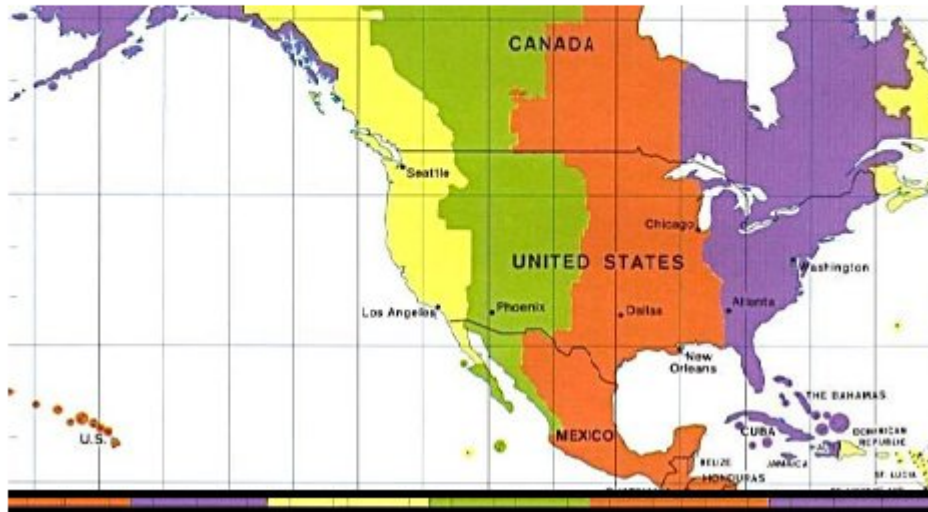 CANADA
Seattle
Chicago
UNITED STATES
Washington
Los Angeles
Phoenix
Dallas
Atlanta
New
Orleans
THE BAHAMAS
U.S.
MEXICO
CUBA
DOMINICAN
REPUBLIC
BELIZE
JAMAICA
HONDURAS
ST. LUCIA